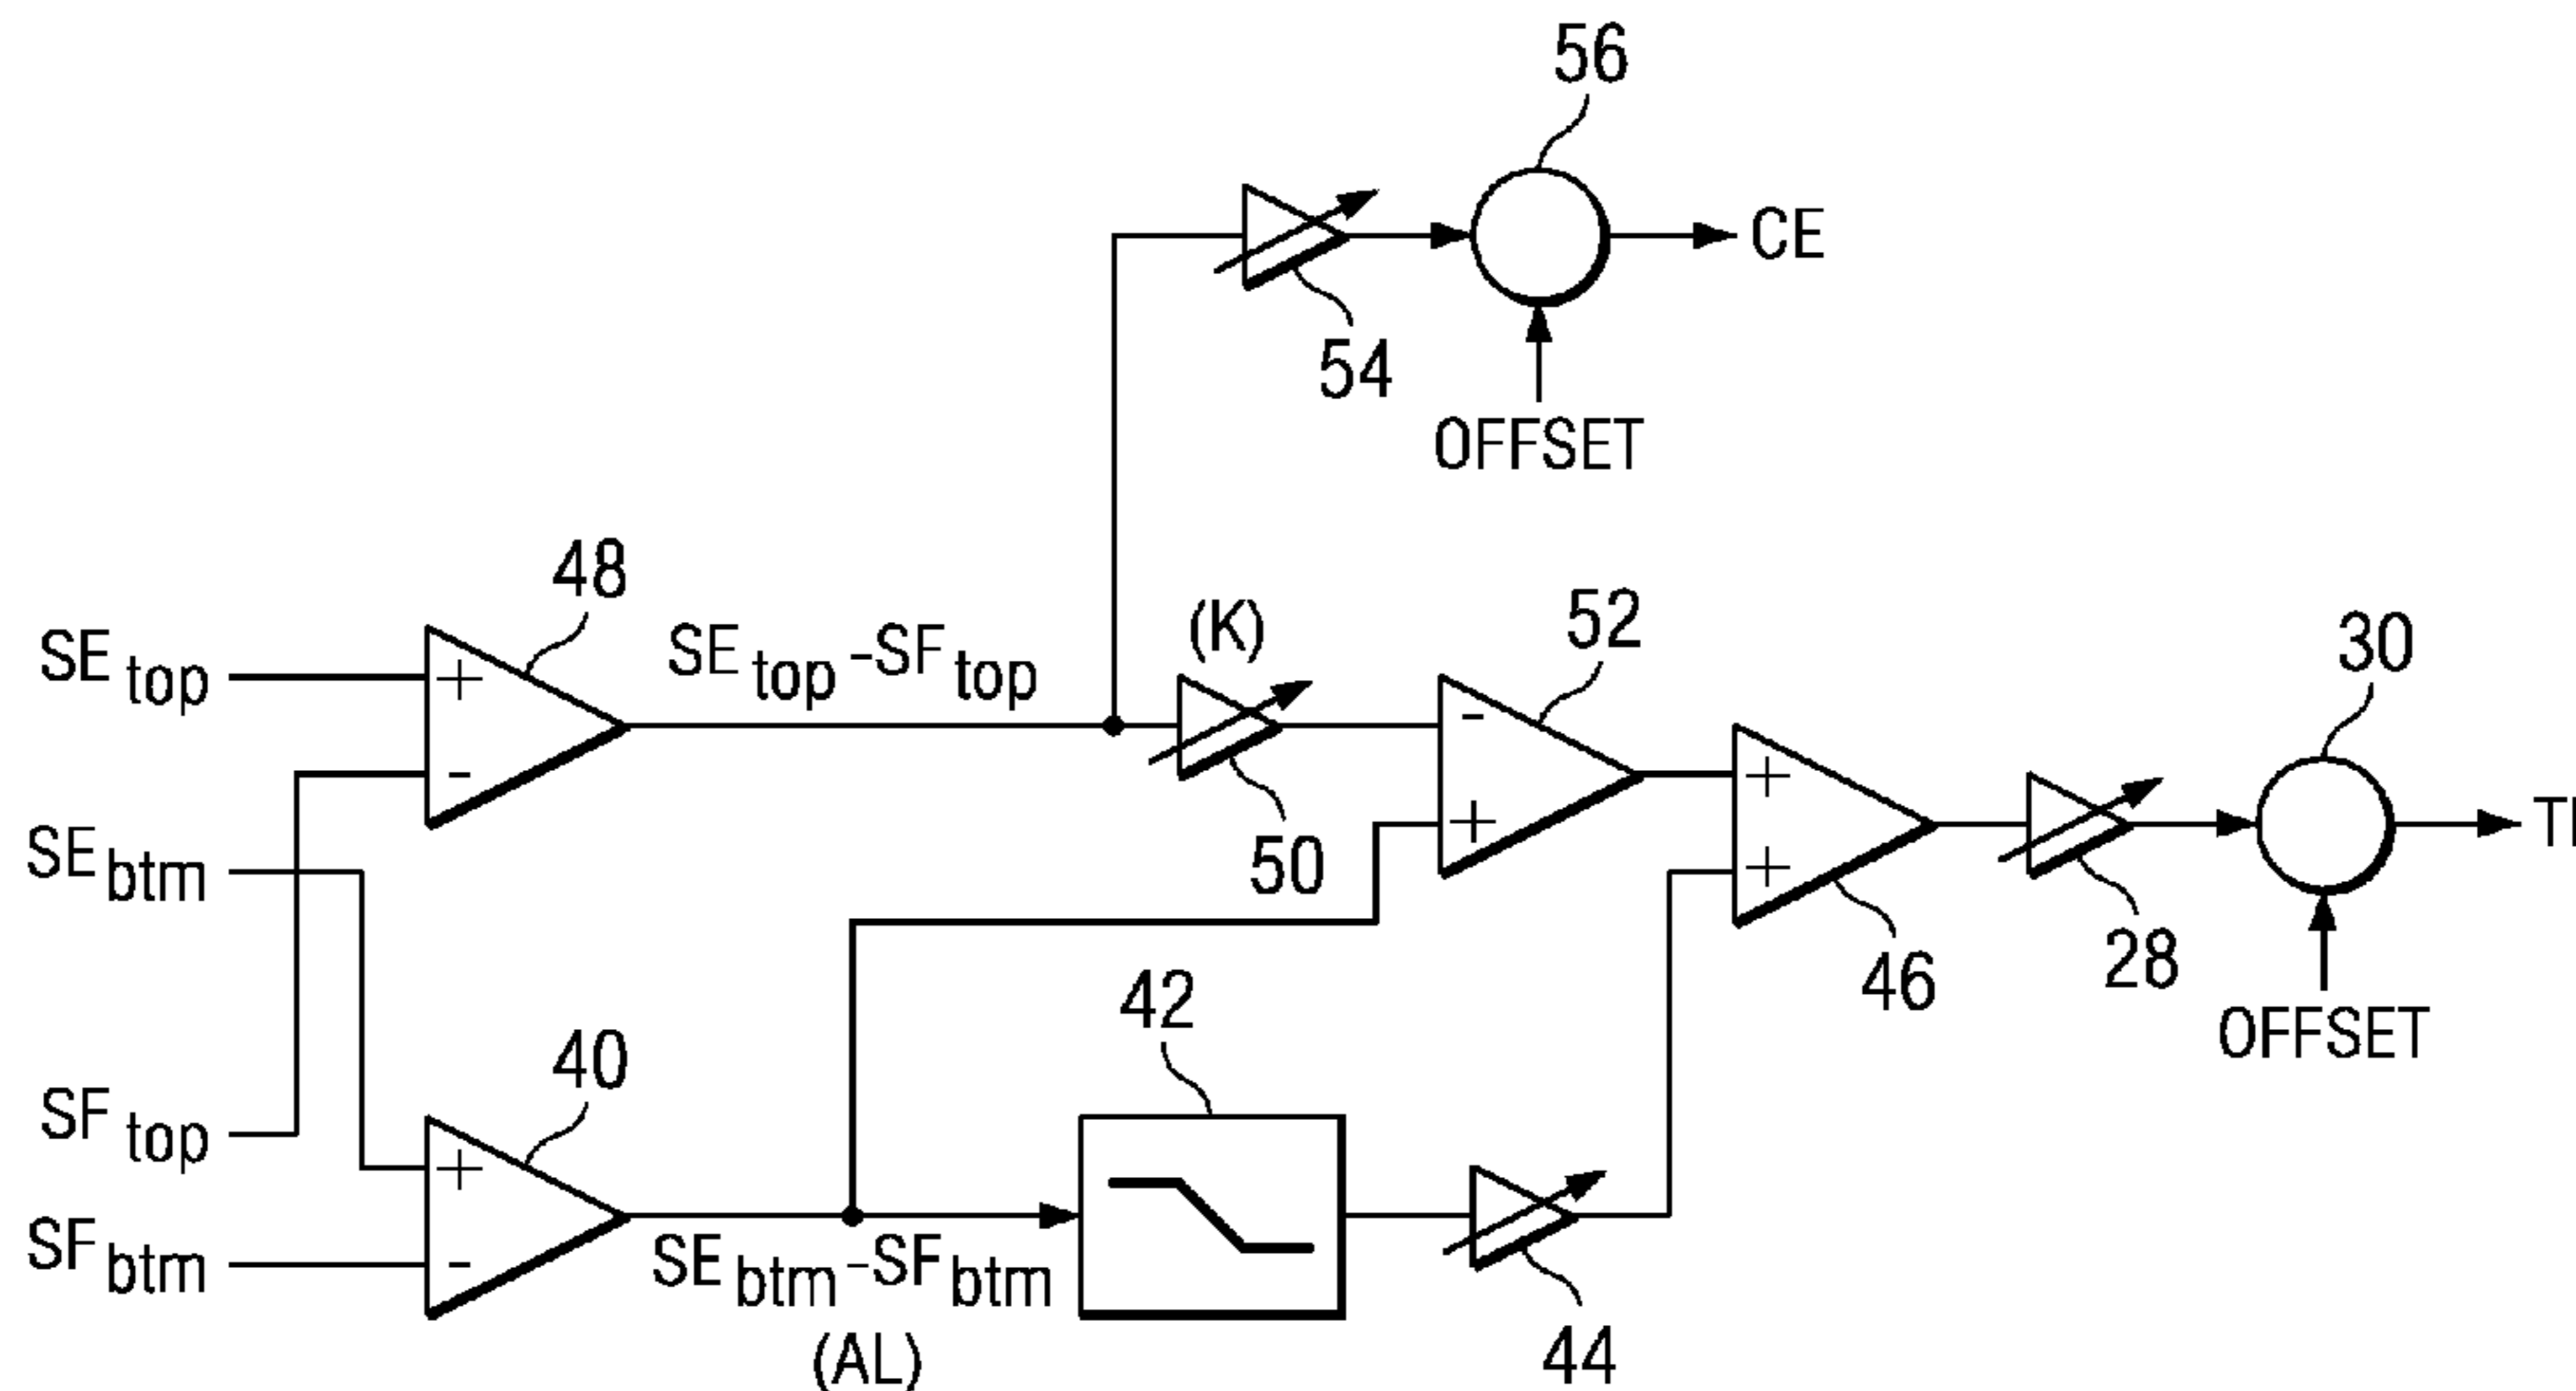 56
CE
54
OFFSET
48
(K)
52
30
SE top
SE top -SF top
SE btm
50
46
28
OFFSET
42
40
SF top
SF btm
SE btm -SF btm
(AL)
44